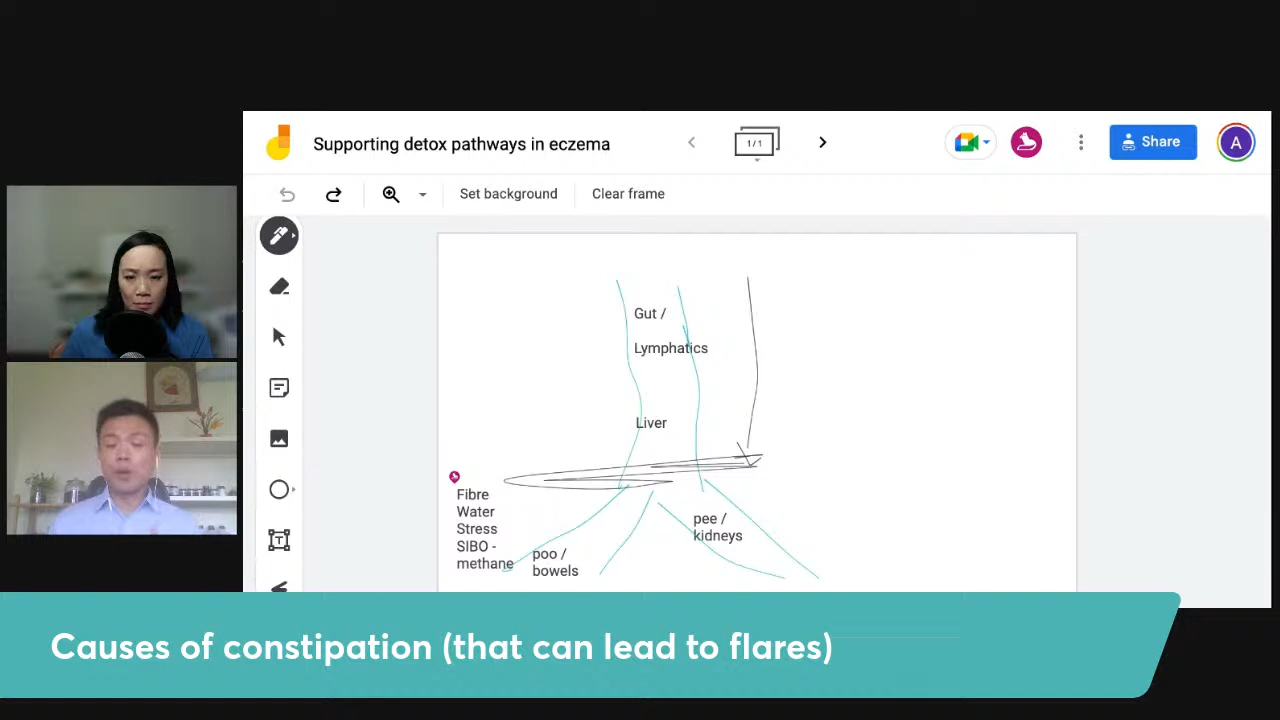 Supporting detox pathways in eczema
1/1
Share
A
Set background
Clear frame
Gut /
Lymphatics
Liver
Fibre
Water
Stress
SIBO -
methane
poo /
bowels
pee /
kidneys
Causes of constipation (that can lead to flares)